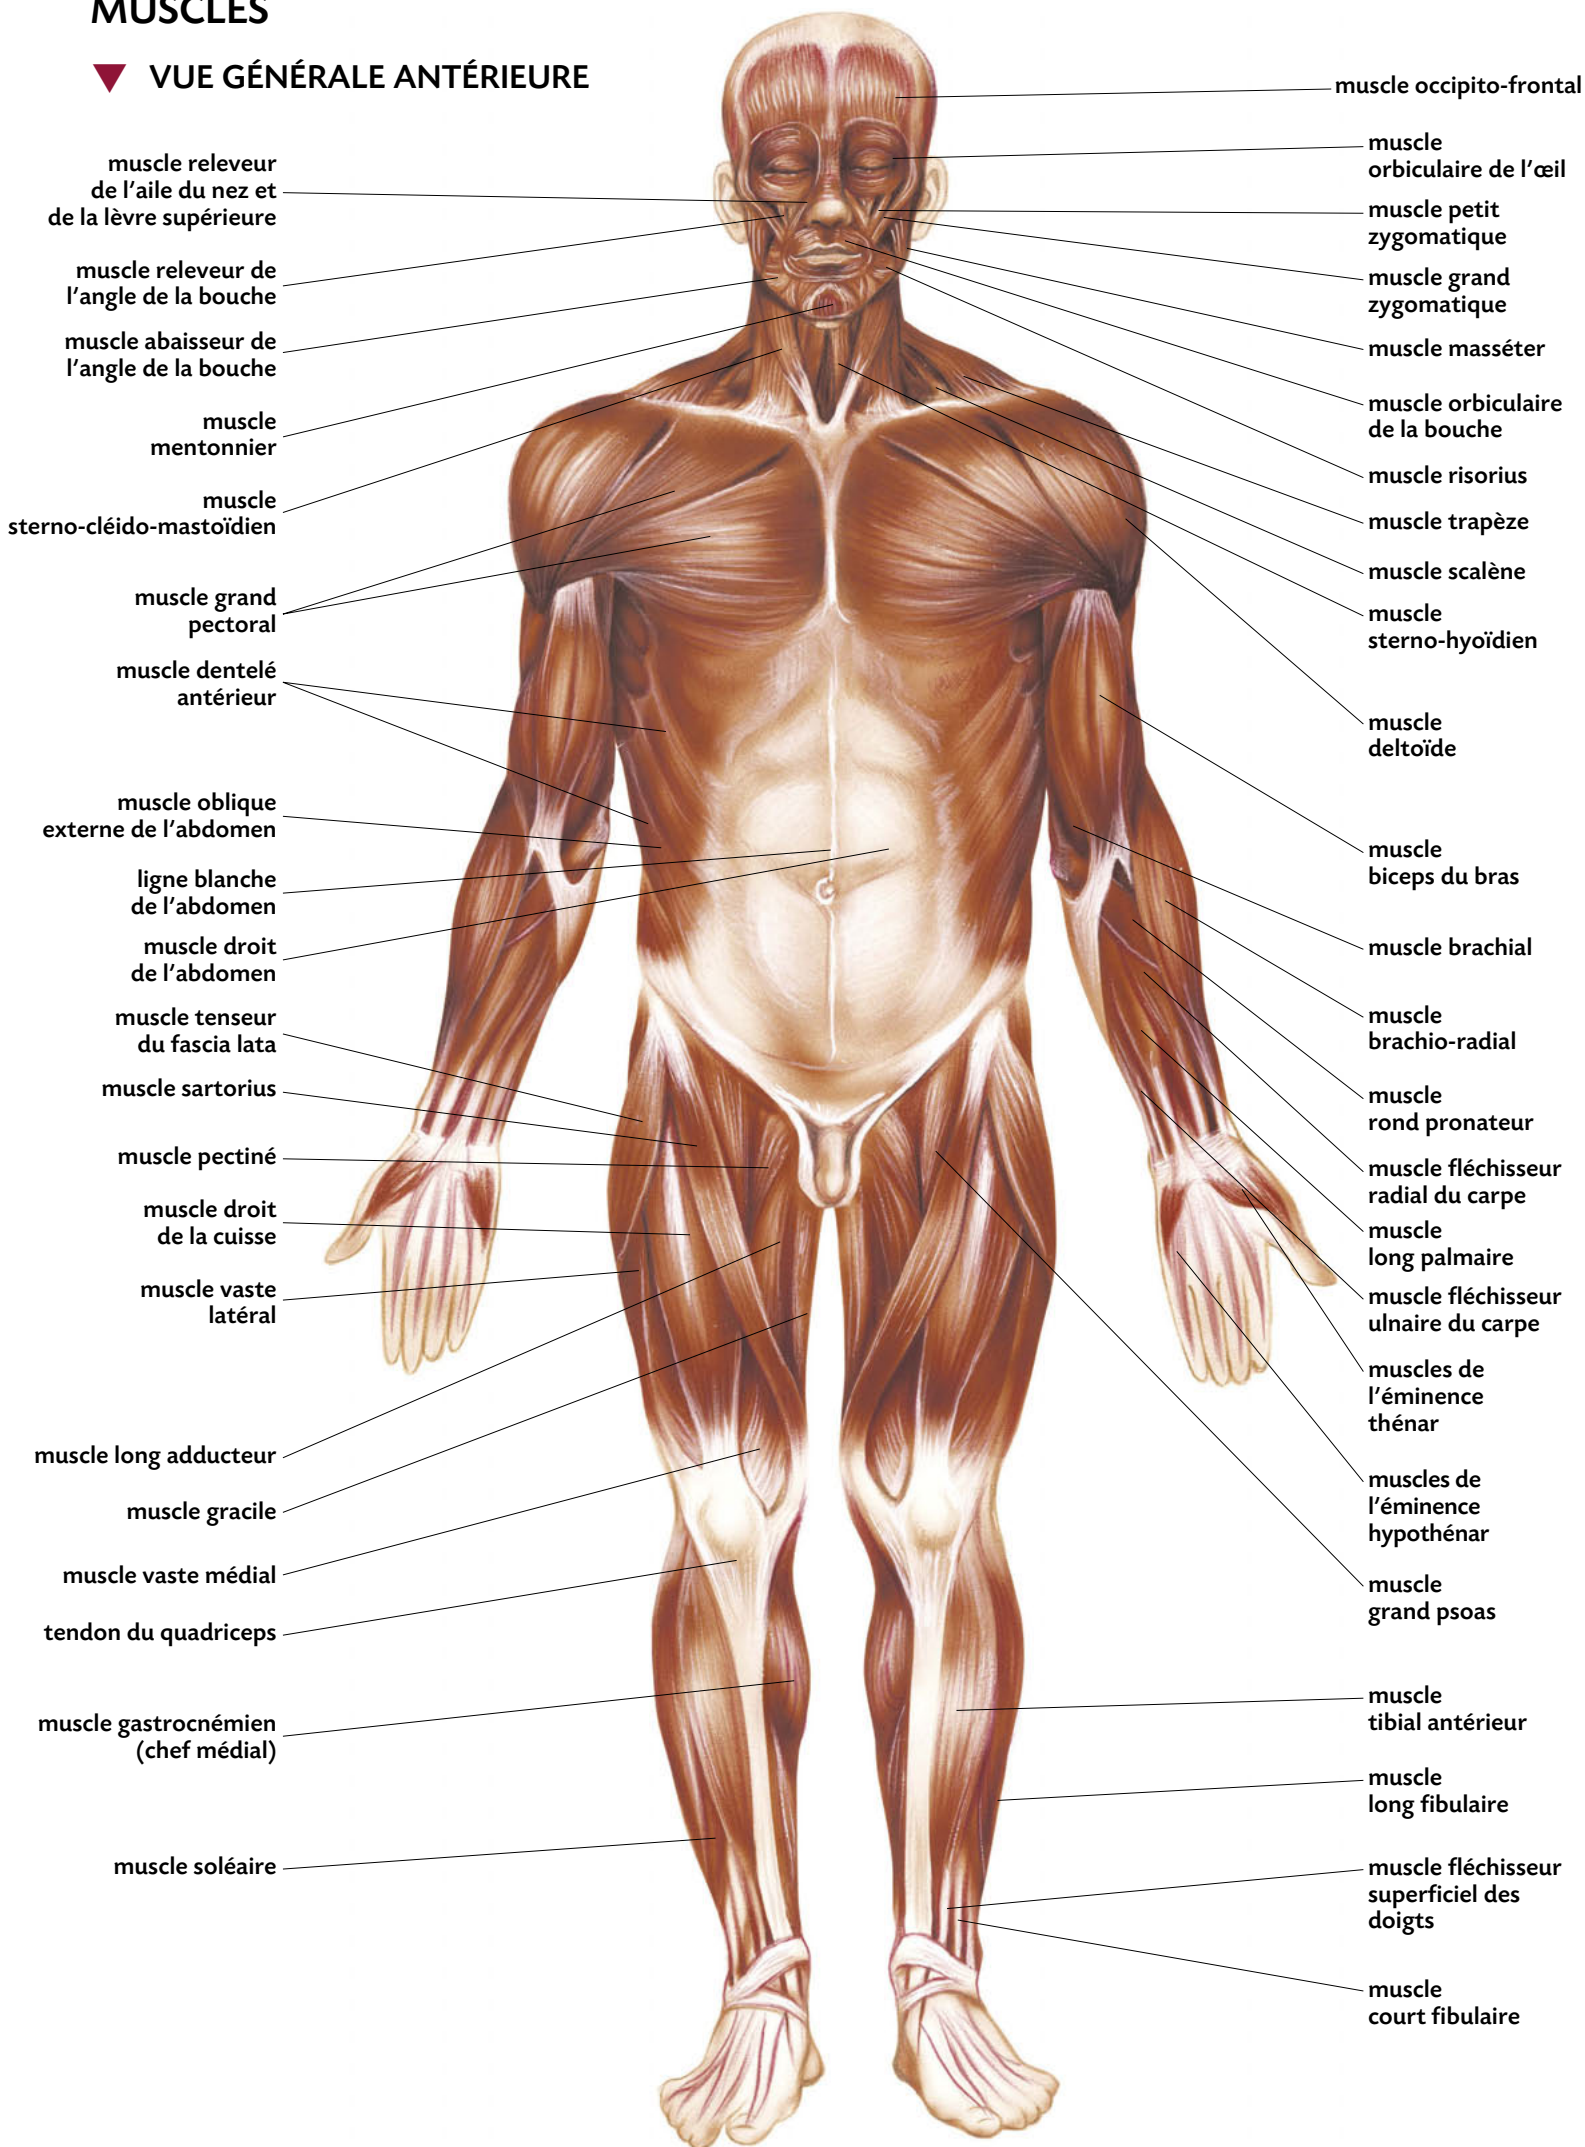 MUSCLES
▼ VUE GÉNÉRALE ANTÉRIEURE
muscle releveur
de l'aile du nez et
de la lèvre supérieure
muscle releveur de
l'angle de la bouche
muscle abaisseur de
l'angle de la bouche
muscle
mentonnier
muscle
sterno-cléido-mastoïdien
muscle grand
pectoral
muscle dentelé
antérieur
muscle oblique
externe de l'abdomen
ligne blanche
de l'abdomen
muscle droit
de l'abdomen
muscle tenseur
du fascia lata
muscle sartorius
muscle pectiné
muscle droit
de la cuisse
muscle vaste
latéral
muscle long adducteur
muscle gracile
muscle vaste médial
tendon du quadriceps
muscle gastrocnémien
(chef médial)
muscle soléaire
muscle occipito-frontal
muscle
orbiculaire de l'œil
muscle petit
zygomatique
muscle grand
zygomatique
muscle masséter
muscle orbiculaire
de la bouche
muscle risorius
muscle trapèze
muscle scalène
muscle
sterno-hyoïdien
muscle
deltoïde
muscle
biceps du bras
muscle brachial
muscle
brachio-radial
muscle
rond pronateur
muscle fléchisseur
radial du carpe
muscle
long palmaire
muscle fléchisseur
ulnaire du carpe
muscles de
l'éminence
thénar
muscles de
l'éminence
hypothénar
muscle
grand psoas
muscle
tibial antérieur
muscle
long fibulaire
muscle fléchisseur
superficiel des
doigts
muscle
court fibulaire